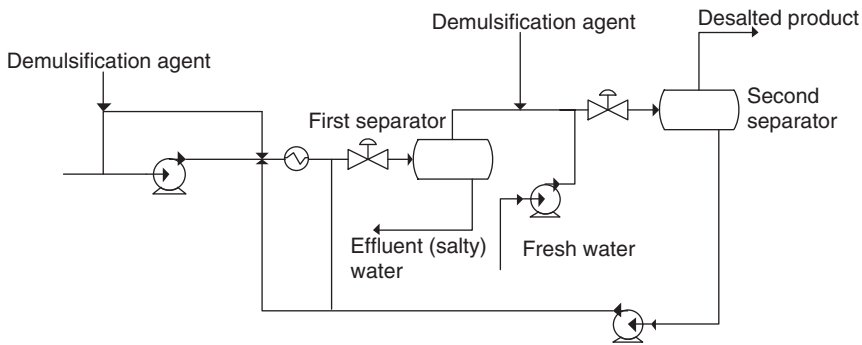 Desalted product
Demulsification agent
Demulsification agent
First separator
Second
separator
Effluent (salty)
water
Fresh water